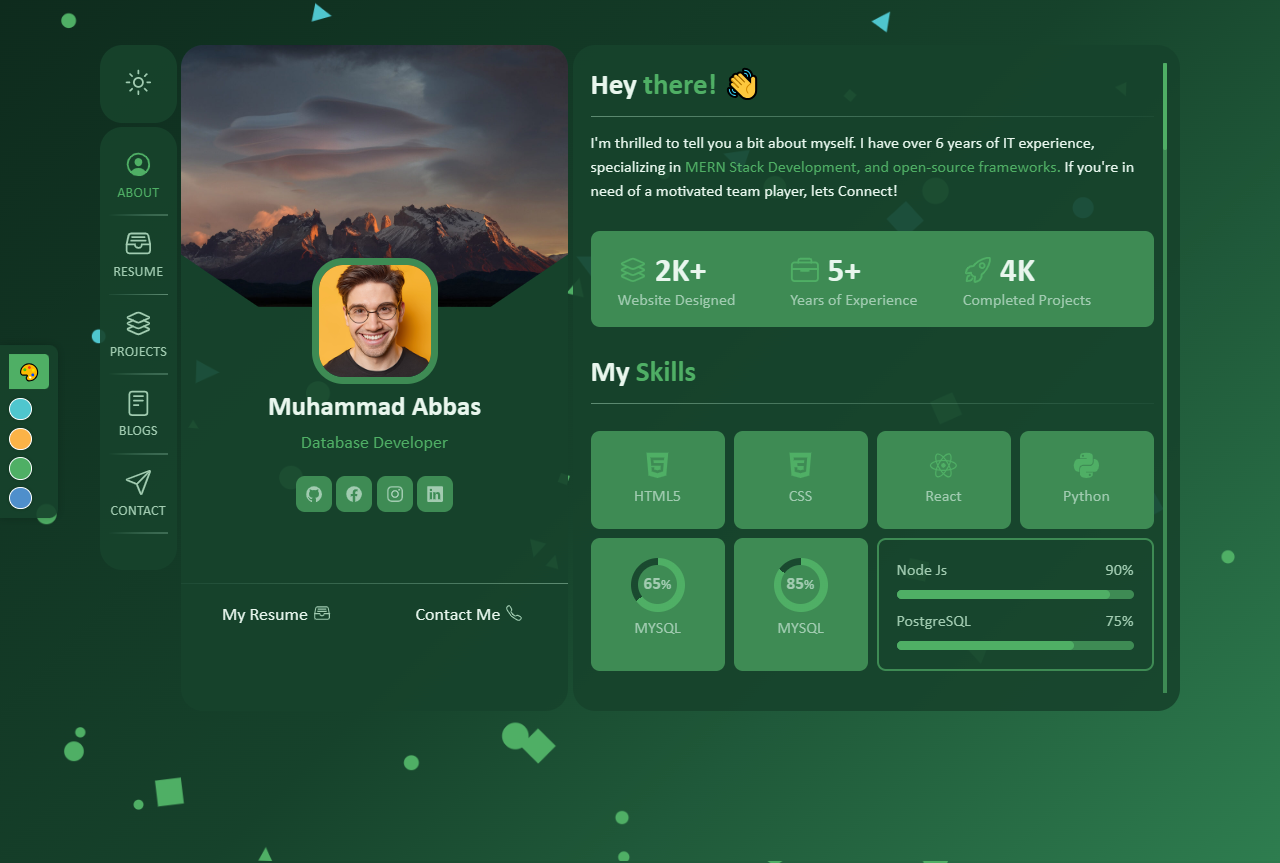 ABOUT
RESUME
PROJECTS
BLOGS
CONTACT
Muhammad Abbas
Database Developer
My Resume
Contact Me
Hey there! 👋
I'm thrilled to tell you a bit about myself. I have over 6 years of IT experience,
specializing in MERN Stack Development, and open-source frameworks. If you're in
need of a motivated team player, lets Connect!
2K+
Website Designed
5+
Years of Experience
4K
Completed Projects
My Skills
HTML5
CSS
React
Python
65%
MYSQL
85%
MYSQL
Node Js 90%
PostgreSQL 75%